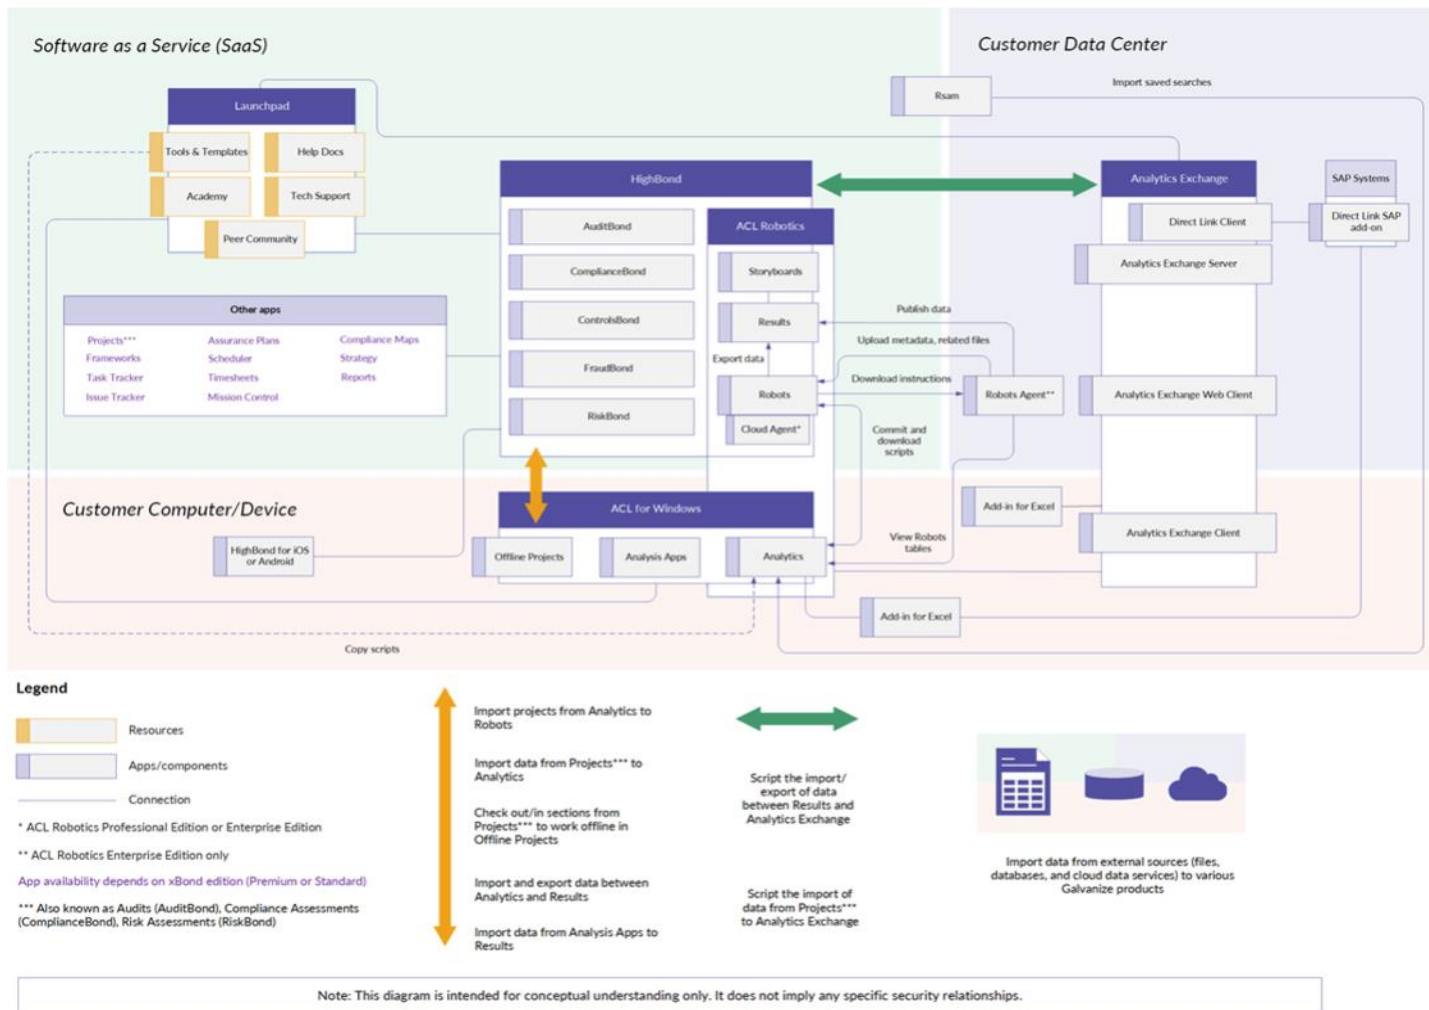 Software as a Service (SaaS)
Customer Data Center
Launchpad
Tools & Templates
Help Docs
Academy
Tech Support
Peer Community
Rsam
Import saved searches
HighBond
AuditBond
ComplianceBond
ControlsBond
FraudBond
RiskBond
ACL Robotics
Storyboards
Results
Export data
Robots
Cloud Agent*
Analytics Exchange
Direct Link Client
Analytics Exchange Server
Analytics Exchange Web Client
Analytics Exchange Client
SAP Systems
Direct Link SAP
add-on
Other apps
Projects***
Assurance Plans
Compliance Maps
Frameworks
Scheduler
Strategy
Task Tracker
Timesheets
Reports
Issue Tracker
Mission Control
Publish data
Upload metadata, related files
Download instructions
Robots Agent**
Commit and
download
scripts
Customer Computer/Device
HighBond for iOS
or Android
ACL for Windows
Offline Projects
Analysis Apps
Analytics
View Robots
tables
Add-in for Excel
Add-in for Excel
Copy scripts
Legend
Resources
Apps/components
Connection
* ACL Robotics Professional Edition or Enterprise Edition
** ACL Robotics Enterprise Edition only
App availability depends on xBond edition (Premium or Standard)
*** Also known as Audits (AuditBond), Compliance Assessments
(ComplianceBond), Risk Assessments (RiskBond)
Import projects from Analytics to
Robots
Import data from Projects*** to
Analytics
Check out/in sections from
Projects*** to work offline in
Offline Projects
Import and export data between
Analytics and Results
Import data from Analysis Apps to
Results
Script the import/
export of data
between Results and
Analytics Exchange
Script the import of
data from Projects***
to Analytics Exchange
Import data from external sources (files,
databases, and cloud data services) to various
Galvanize products
Note: This diagram is intended for conceptual understanding only. It does not imply any specific security relationships.